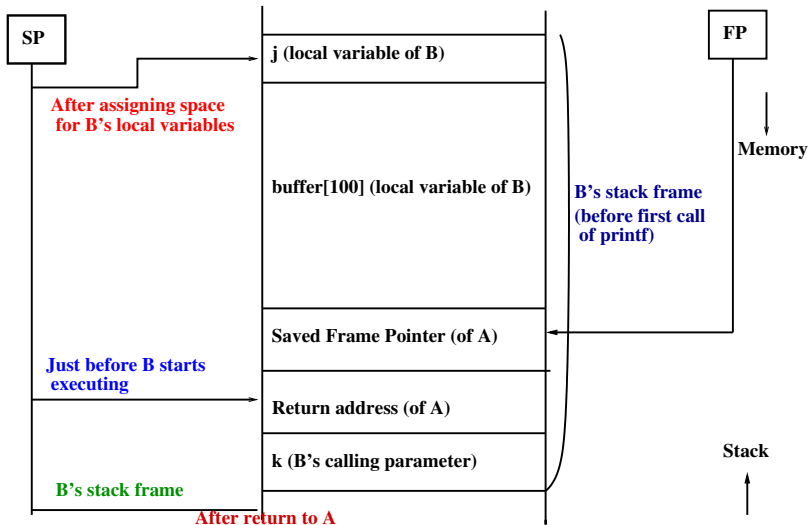 SP
j (local variable of B)
FP
After assigning space
for B's local variables
Memory
buffer[100] (local variable of B)
B's stack frame
(before first call
of printf)
Saved Frame Pointer (of A)
Just before B starts
executing
Return address (of A)
k (B's calling parameter)
Stack
B's stack frame
After return to A